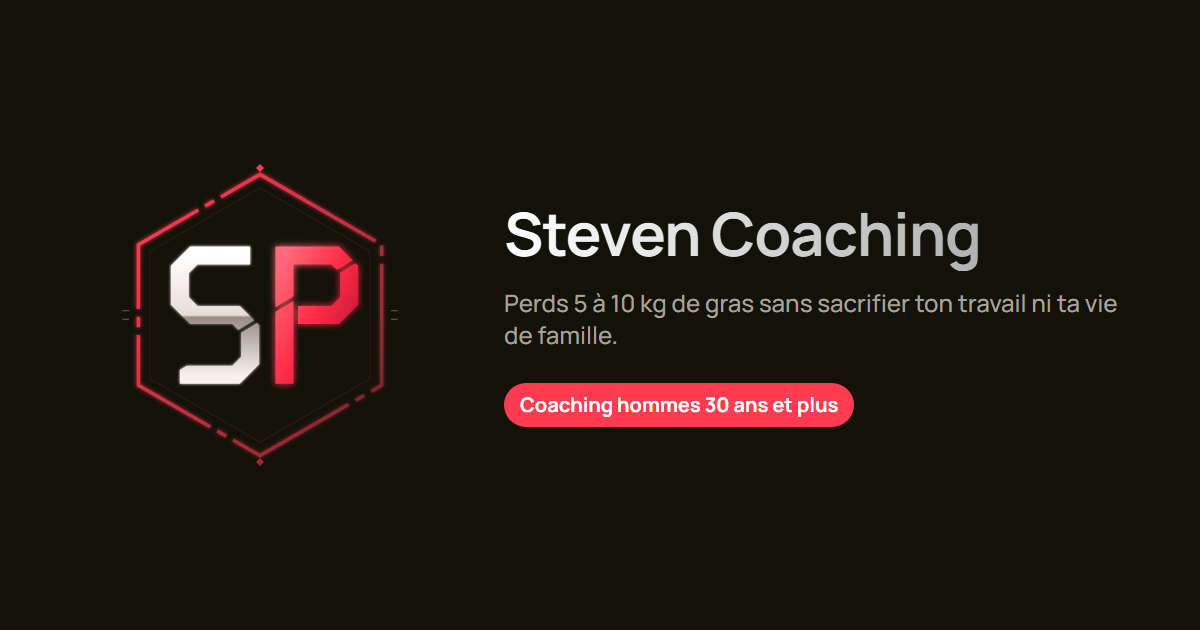 SP
Steven Coaching
Perds 5 à 10 kg de gras sans sacrifier ton travail ni ta vie
de famille.
Coaching hommes 30 ans et plus